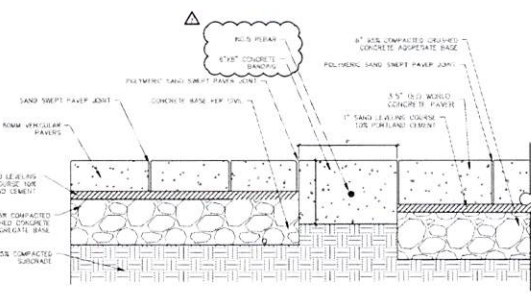 NO.5 REBAR
6"X8" CONCRETE
BANDING
6" 95% COMPACTED CRUSHED
CONCRETE AGGREGATE BASE
POLYMERIC SAND SWEPT PAVER JOINT
POLYMERIC SAND SWEPT PAVER JOINT
SAND SWEPT PAVER JOINT
CONCRETE BASE PER CIVIL
3.5" OLD WORLD
CONCRETE PAVER
80MM VEHICULAR
PAVERS
1" SAND LEVELING COURSE
10% PORTLAND CEMENT
LEVELING
COURSE 10%
CEMENT
COMPACTED
CONCRETE
BASE
COMPACTED
SUBGRADE